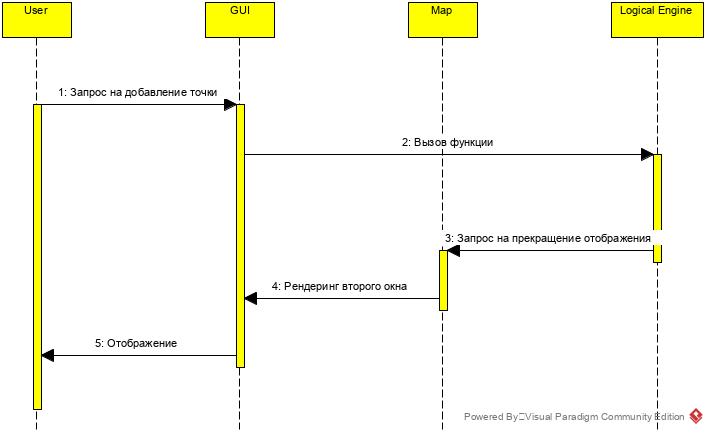 User
GUI
Map
Logical Engine
1: Запрос на добавление точки
2: Вызов функции
3: Запрос на прекращение отображения
4: Рендеринг второго окна
5: Отображение
Powered By Visual Paradigm Community Edition